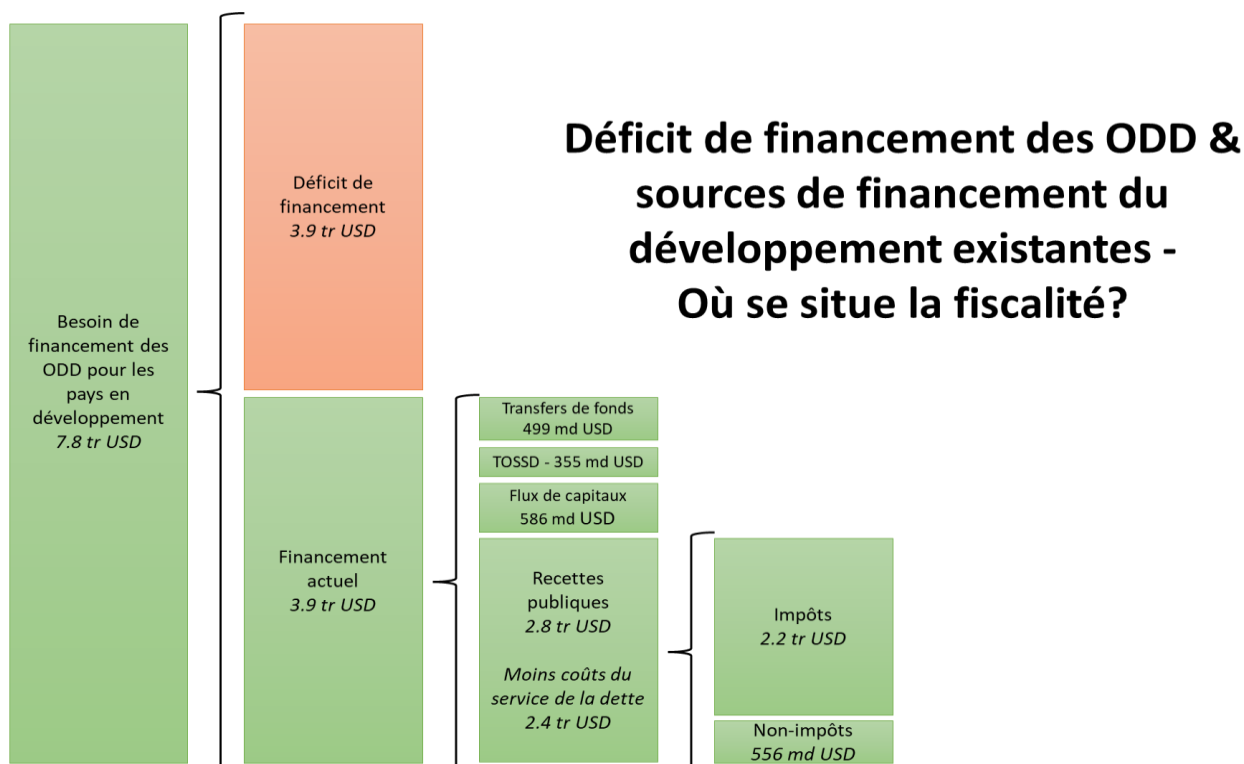 Déficit de financement des ODD &
sources de financement du
développement existantes -
Où se situe la fiscalité?
Besoin de
financement des
ODD pour les
pays en
développement
7.8 tr USD
Déficit de
financement
3.9 tr USD
Financement
actuel
3.9 tr USD
Transfers de fonds
499 md USD
TOSSD - 355 md USD
Flux de capitaux
586 md USD
Recettes
publiques
2.8 tr USD
Moins coûts du
service de la dette
2.4 tr USD
Impôts
2.2 tr USD
Non-impôts
556 md USD